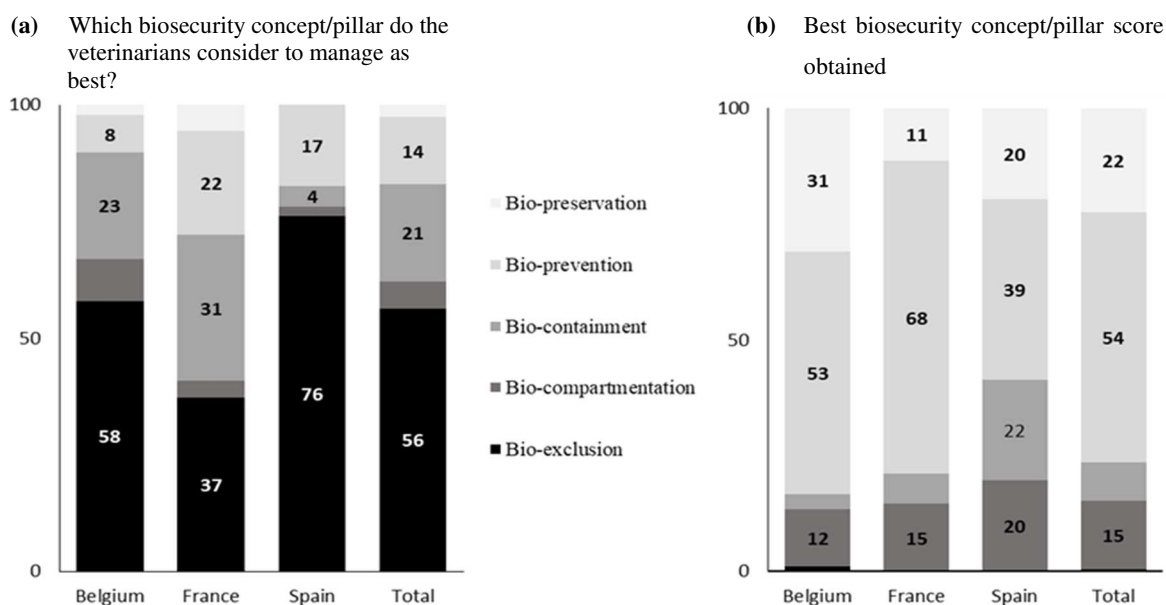 (a) Which biosecurity concept/pillar do the
veterinarians consider to manage as
best?
100
50
0
8
23
58
22
31
37
17
4
76
14
21
56
Belgium France Spain Total
Bio-preservation
Bio-prevention
Bio-containment
Bio-compartmentation
Bio-exclusion
(b) Best biosecurity concept/pillar score
obtained
100
50
0
31
53
12
11
68
15
20
39
22
20
22
54
15
Belgium France Spain Total